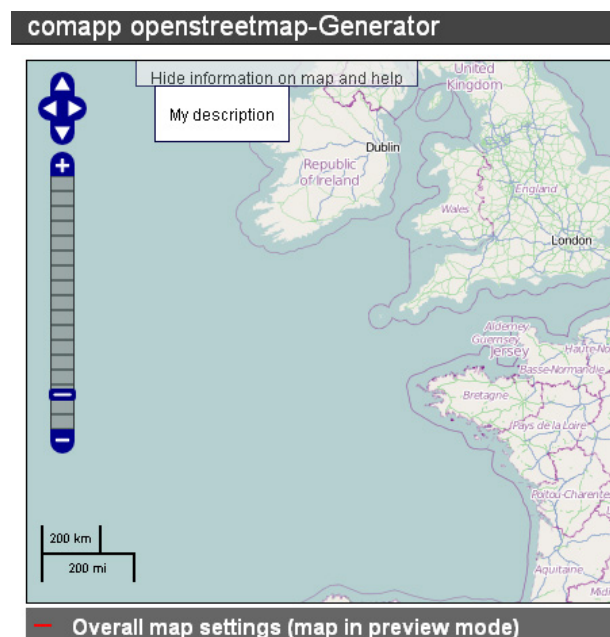 comapp openstreetmap-Generator
Hide information on map and help
My description
United
Kingdom
Dublin
Republic
of Ireland
England
Wales
London
Alderney
Guernsey
Jersey
Haute-No
Basse-Normandie
Bretagne
Pays de la Loire
Poitou-Charente
200 km
200 mi
Aquitaine
Midi
Overall map settings (map in preview mode)